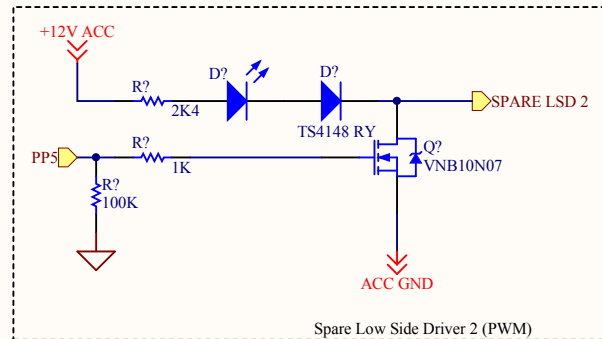 +12V ACC
D?
D?
R?
2K4
TS4148 RY
SPARE LSD 2
PP5
R?
1K
Q?
VNB10N07
R?
100K
ACC GND
Spare Low Side Driver 2 (PWM)